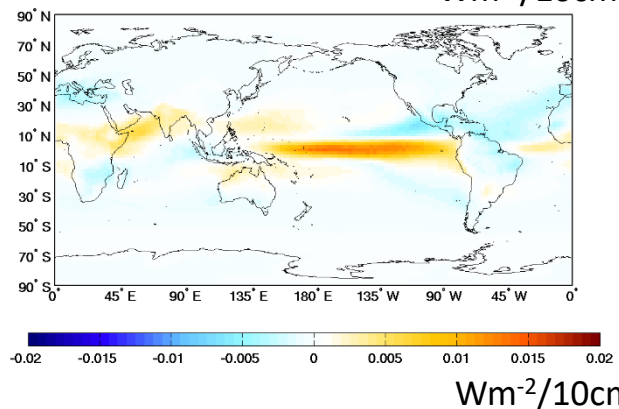 90° N
70° N
50° N
30° N
10° N
10° S
30° S
50° S
70° S
90° S
0° 45° E 90° E 135° E 180° E 135° W 90° W 45° W 0°
-0.02 -0.015 -0.01 -0.005 0 0.005 0.01 0.015 0.02
Wm⁻²/10cm